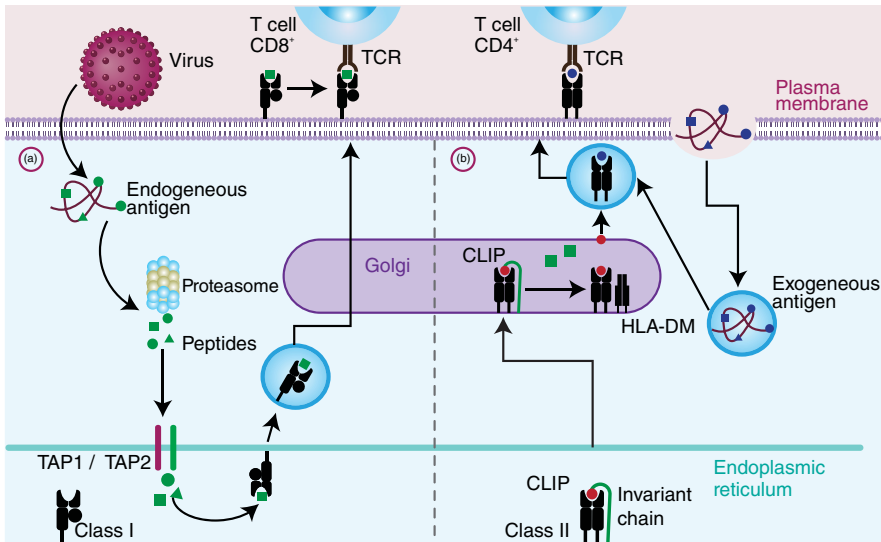 T cell
CD8+
TCR
Virus
T cell
CD4+
TCR
Plasma
membrane
(a)
Endogeneous
antigen
Proteasome
Peptides
TAP1 / TAP2
Class I
(b)
Golgi
CLIP
HLA-DM
Exogeneous
antigen
Endoplasmic
reticulum
CLIP
Invariant
chain
Class II